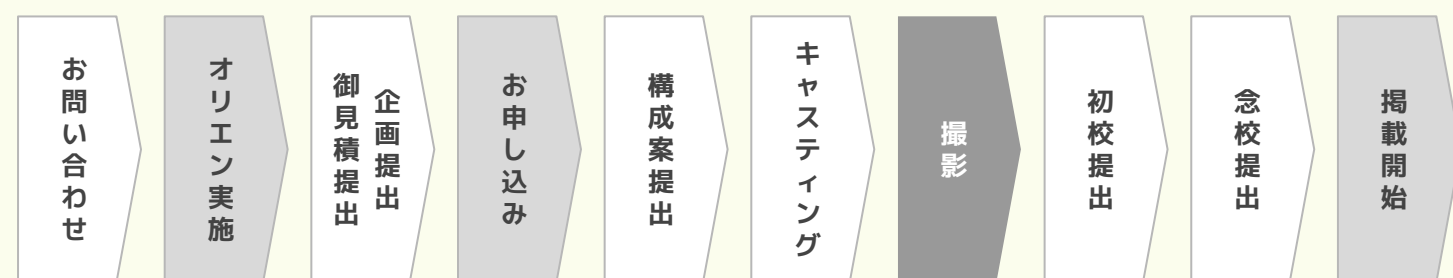 お問い合わせ
オリエン実施
企画提出
御見積提出
お申し込み
構成案提出
キャスティング
撮影
初校提出
念校提出
掲載開始